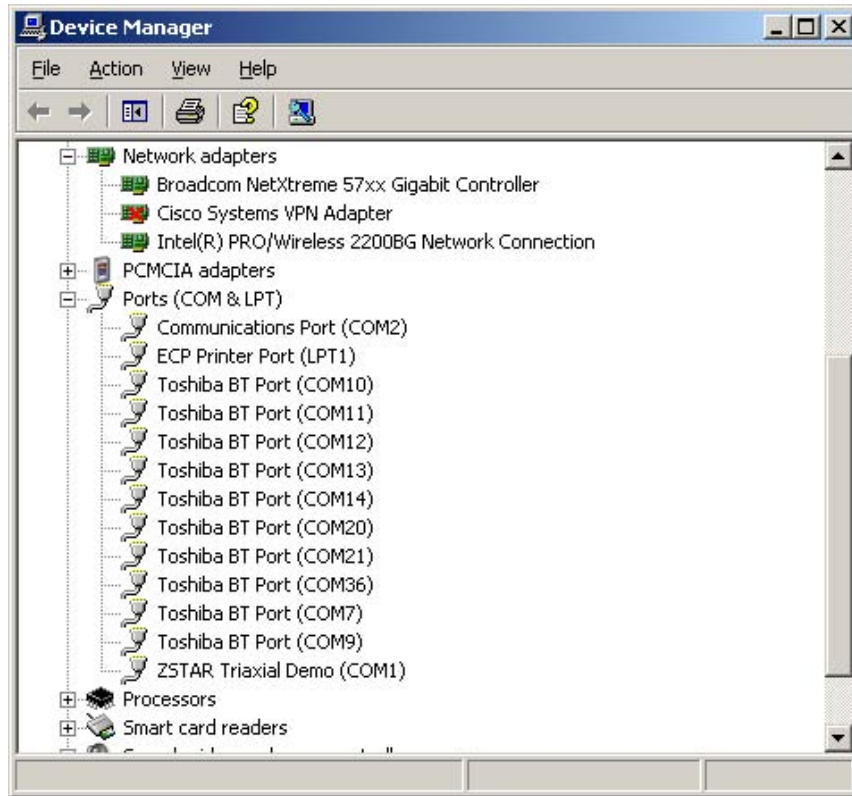 Device Manager
File Action View Help
Network adapters
Broadcom NetXtreme 57xx Gigabit Controller
Cisco Systems VPN Adapter
Intel(R) PRO/Wireless 2200BG Network Connection
PCMCIA adapters
Ports (COM & LPT)
Communications Port (COM2)
ECP Printer Port (LPT1)
Toshiba BT Port (COM10)
Toshiba BT Port (COM11)
Toshiba BT Port (COM12)
Toshiba BT Port (COM13)
Toshiba BT Port (COM14)
Toshiba BT Port (COM20)
Toshiba BT Port (COM21)
Toshiba BT Port (COM36)
Toshiba BT Port (COM7)
Toshiba BT Port (COM9)
ZSTAR Triaxial Demo (COM1)
Processors
Smart card readers